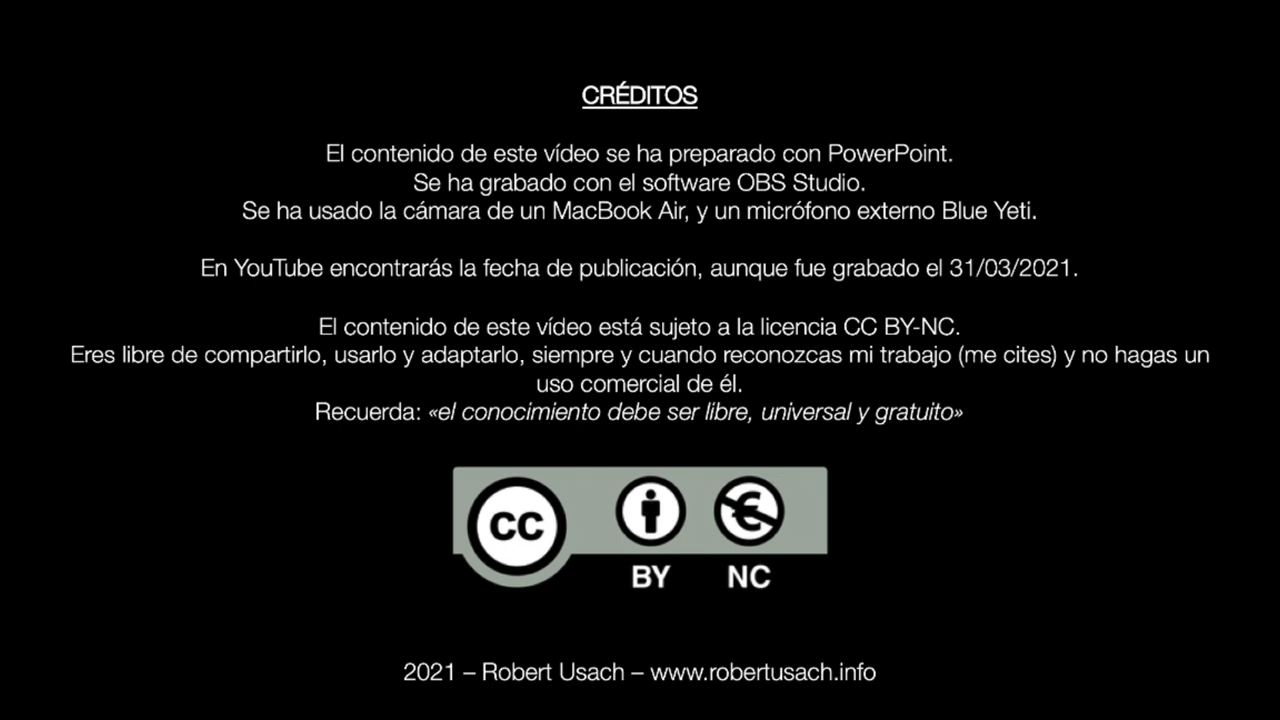 CRÉDITOS
El contenido de este vídeo se ha preparado con PowerPoint.
Se ha grabado con el software OBS Studio.
Se ha usado la cámara de un MacBook Air, y un micrófono externo Blue Yeti.
En YouTube encontrarás la fecha de publicación, aunque fue grabado el 31/03/2021.
El contenido de este vídeo está sujeto a la licencia CC BY-NC.
Eres libre de compartirlo, usarlo y adaptarlo, siempre y cuando reconozcas mi trabajo (me cites) y no hagas un
uso comercial de él.
Recuerda: «el conocimiento debe ser libre, universal y gratuito»
CC €
BY NC
2021 – Robert Usach – www.robertusach.info